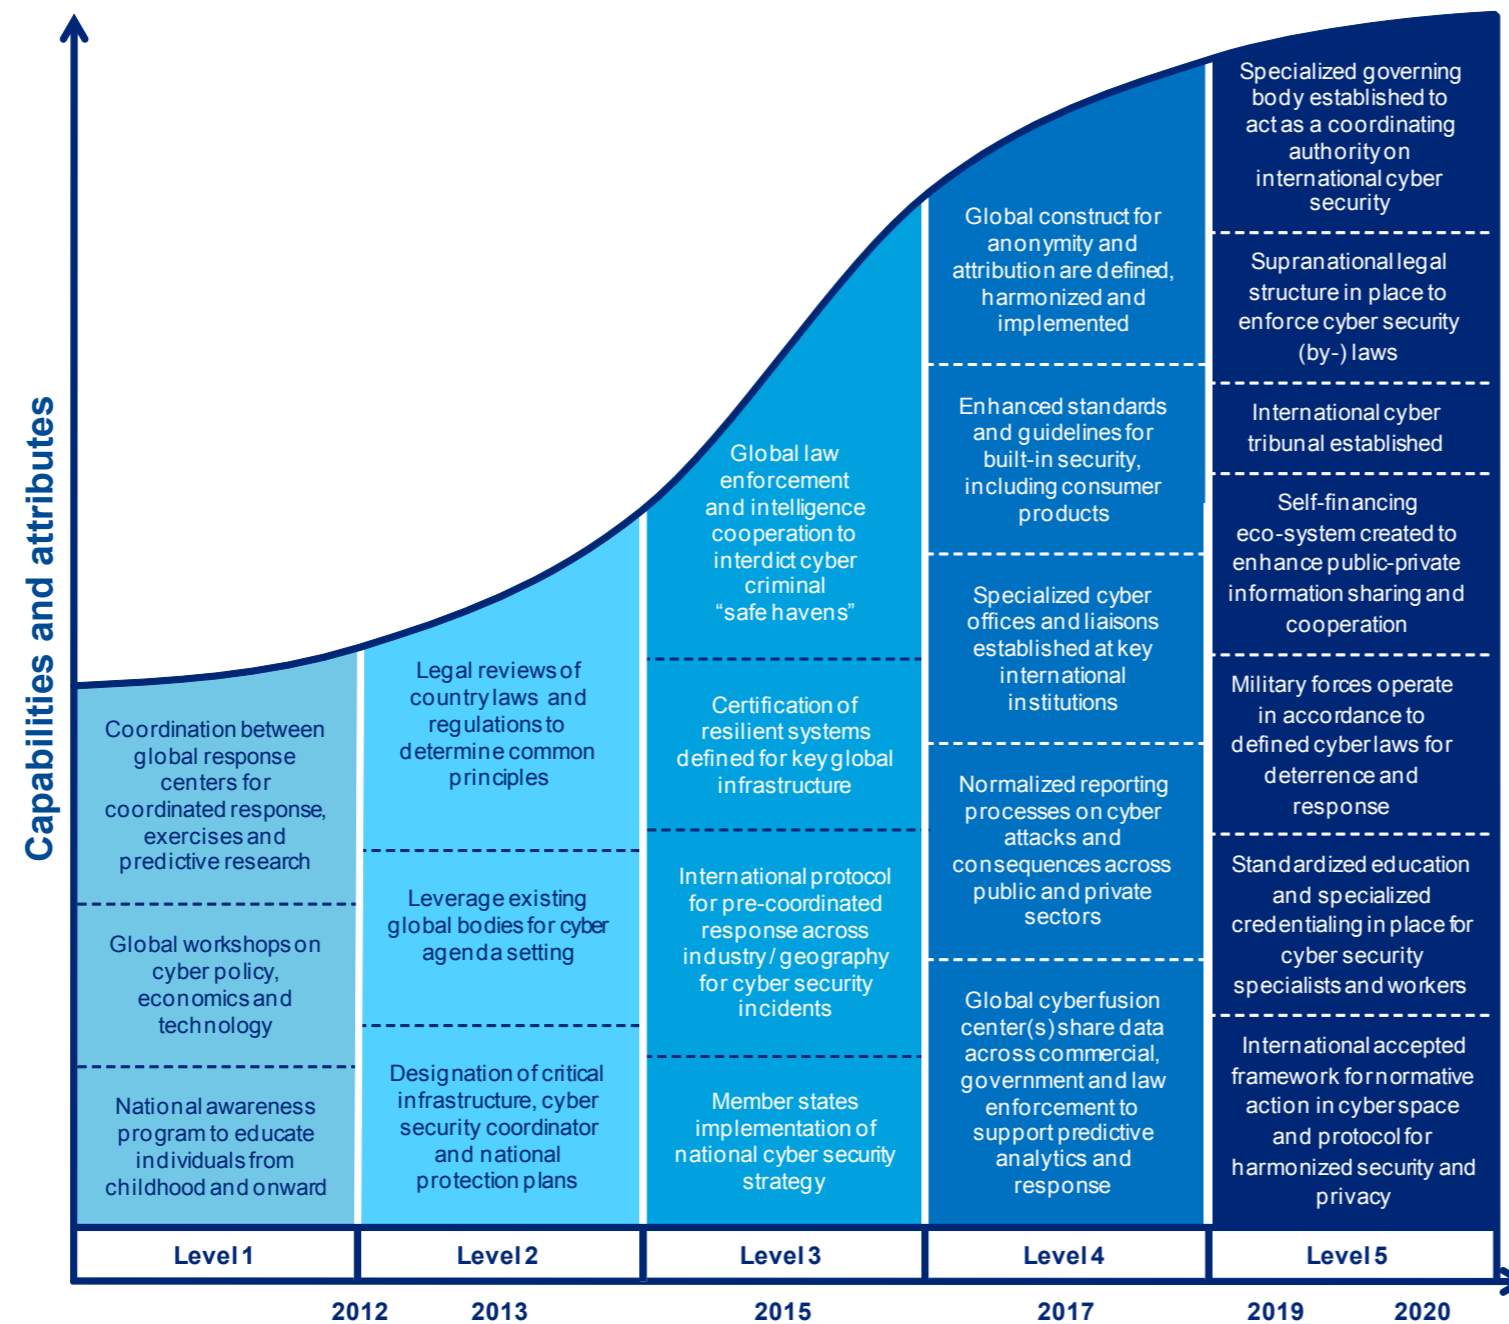 Capabilities and attributes
Coordination between
global response
centers for
coordinated response,
exercises and
predictive research
Global workshops on
cyber policy,
economics and
technology
National awareness
program to educate
individuals from
childhood and onward
Legal reviews of
country laws and
regulations to
determine common
principles
Leverage existing
global bodies for cyber
agenda setting
Designation of critical
infrastructure, cyber
security coordinator
and national
protection plans
Global law
enforcement
and intelligence
cooperation to
interdict cyber
criminal
“safe havens”
Certification of
resilient systems
defined for key global
infrastructure
International protocol
for pre-coordinated
response across
industry / geography
for cyber security
incidents
Member states
implementation of
national cyber security
strategy
Global construct for
anonymity and
attribution are defined,
harmonized and
implemented
Enhanced standards
and guidelines for
built-in security,
including consumer
products
Specialized cyber
offices and liaisons
established at key
international
institutions
Normalized reporting
processes on cyber
attacks and
consequences across
public and private
sectors
Global cyber fusion
center(s) share data
across commercial,
government and law
enforcement to
support predictive
analytics and
response
Specialized governing
body established to
act as a coordinating
authority on
international cyber
security
Supranational legal
structure in place to
enforce cyber security
(by-) laws
International cyber
tribunal established
Self-financing
eco-system created to
enhance public-private
information sharing and
cooperation
Military forces operate
in accordance to
defined cyber laws for
deterrence and
response
Standardized education
and specialized
credentialing in place for
cyber security
specialists and workers
International accepted
framework for normative
action in cyberspace
and protocol for
harmonized security and
privacy
Level 1
Level 2
Level 3
Level 4
Level 5
2012
2013
2015
2017
2019
2020